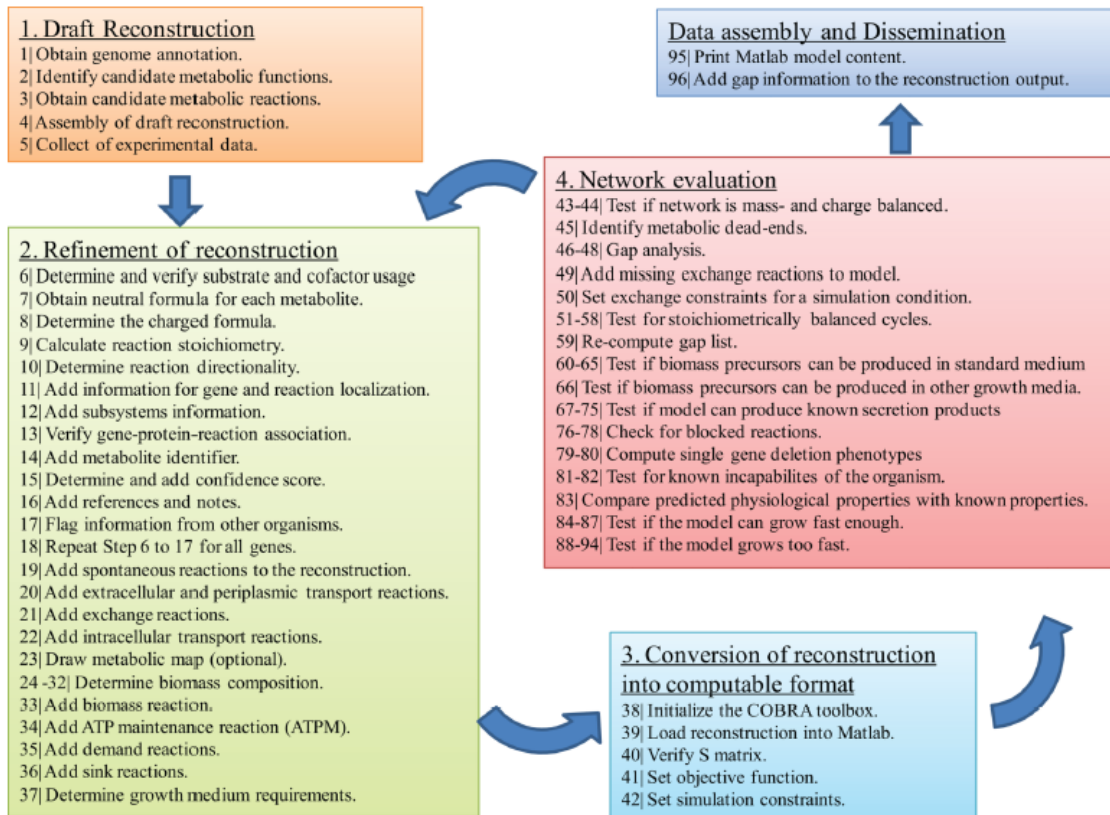 1. Draft Reconstruction
1| Obtain genome annotation.
2| Identify candidate metabolic functions.
3| Obtain candidate metabolic reactions.
4| Assembly of draft reconstruction.
5| Collect of experimental data.
2. Refinement of reconstruction
6| Determine and verify substrate and cofactor usage
7| Obtain neutral formula for each metabolite.
8| Determine the charged formula.
9| Calculate reaction stoichiometry.
10| Determine reaction directionality.
11| Add information for gene and reaction localization.
12| Add subsystems information.
13| Verify gene-protein-reaction association.
14| Add metabolite identifier.
15| Determine and add confidence score.
16| Add references and notes.
17| Flag information from other organisms.
18| Repeat Step 6 to 17 for all genes.
19| Add spontaneous reactions to the reconstruction.
20| Add extracellular and periplasmic transport reactions.
21| Add exchange reactions.
22| Add intracellular transport reactions.
23| Draw metabolic map (optional).
24 -32| Determine biomass composition.
33| Add biomass reaction.
34| Add ATP maintenance reaction (ATPM).
35| Add demand reactions.
36| Add sink reactions.
37| Determine growth medium requirements.
3. Conversion of reconstruction
into computable format
38| Initialize the COBRA toolbox.
39| Load reconstruction into Matlab.
40| Verify S matrix.
41| Set objective function.
42| Set simulation constraints.
4. Network evaluation
43-44| Test if network is mass- and charge balanced.
45| Identify metabolic dead-ends.
46-48| Gap analysis.
49| Add missing exchange reactions to model.
50| Set exchange constraints for a simulation condition.
51-58| Test for stoichiometrically balanced cycles.
59| Re-compute gap list.
60-65| Test if biomass precursors can be produced in standard medium
66| Test if biomass precursors can be produced in other growth media.
67-75| Test if model can produce known secretion products
76-78| Check for blocked reactions.
79-80| Compute single gene deletion phenotypes
81-82| Test for known incapabilites of the organism.
83| Compare predicted physiological properties with known properties.
84-87| Test if the model can grow fast enough.
88-94| Test if the model grows too fast.
Data assembly and Dissemination
95| Print Matlab model content.
96| Add gap information to the reconstruction output.